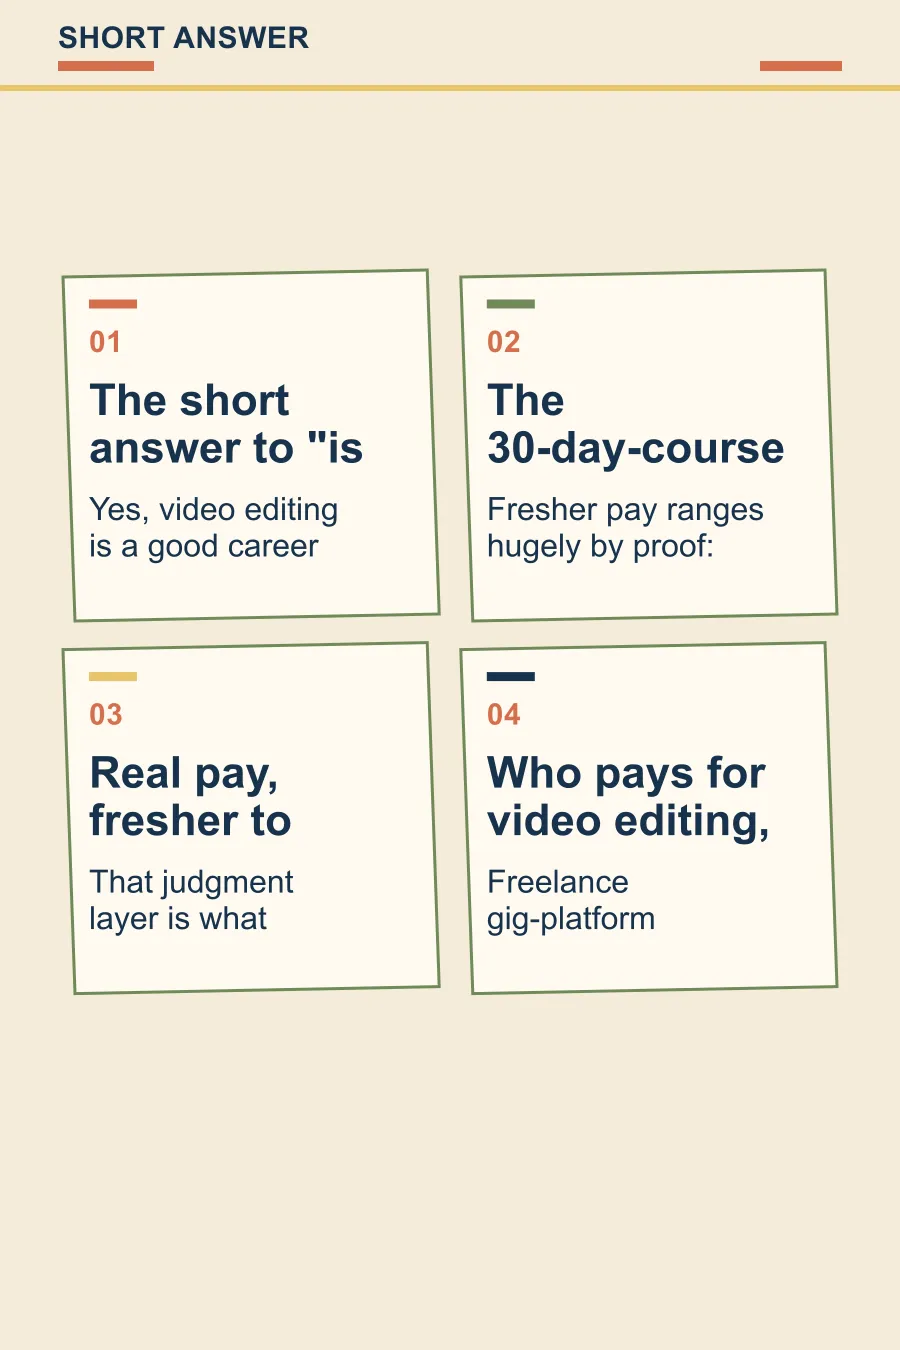 SHORT ANSWER
01
The short
answer to "is
Yes, video editing
is a good career
02
The
30-day-course
Fresher pay ranges
hugely by proof:
03
Real pay,
fresher to
That judgment
layer is what
04
Who pays for
video editing,
Freelance
gig-platform